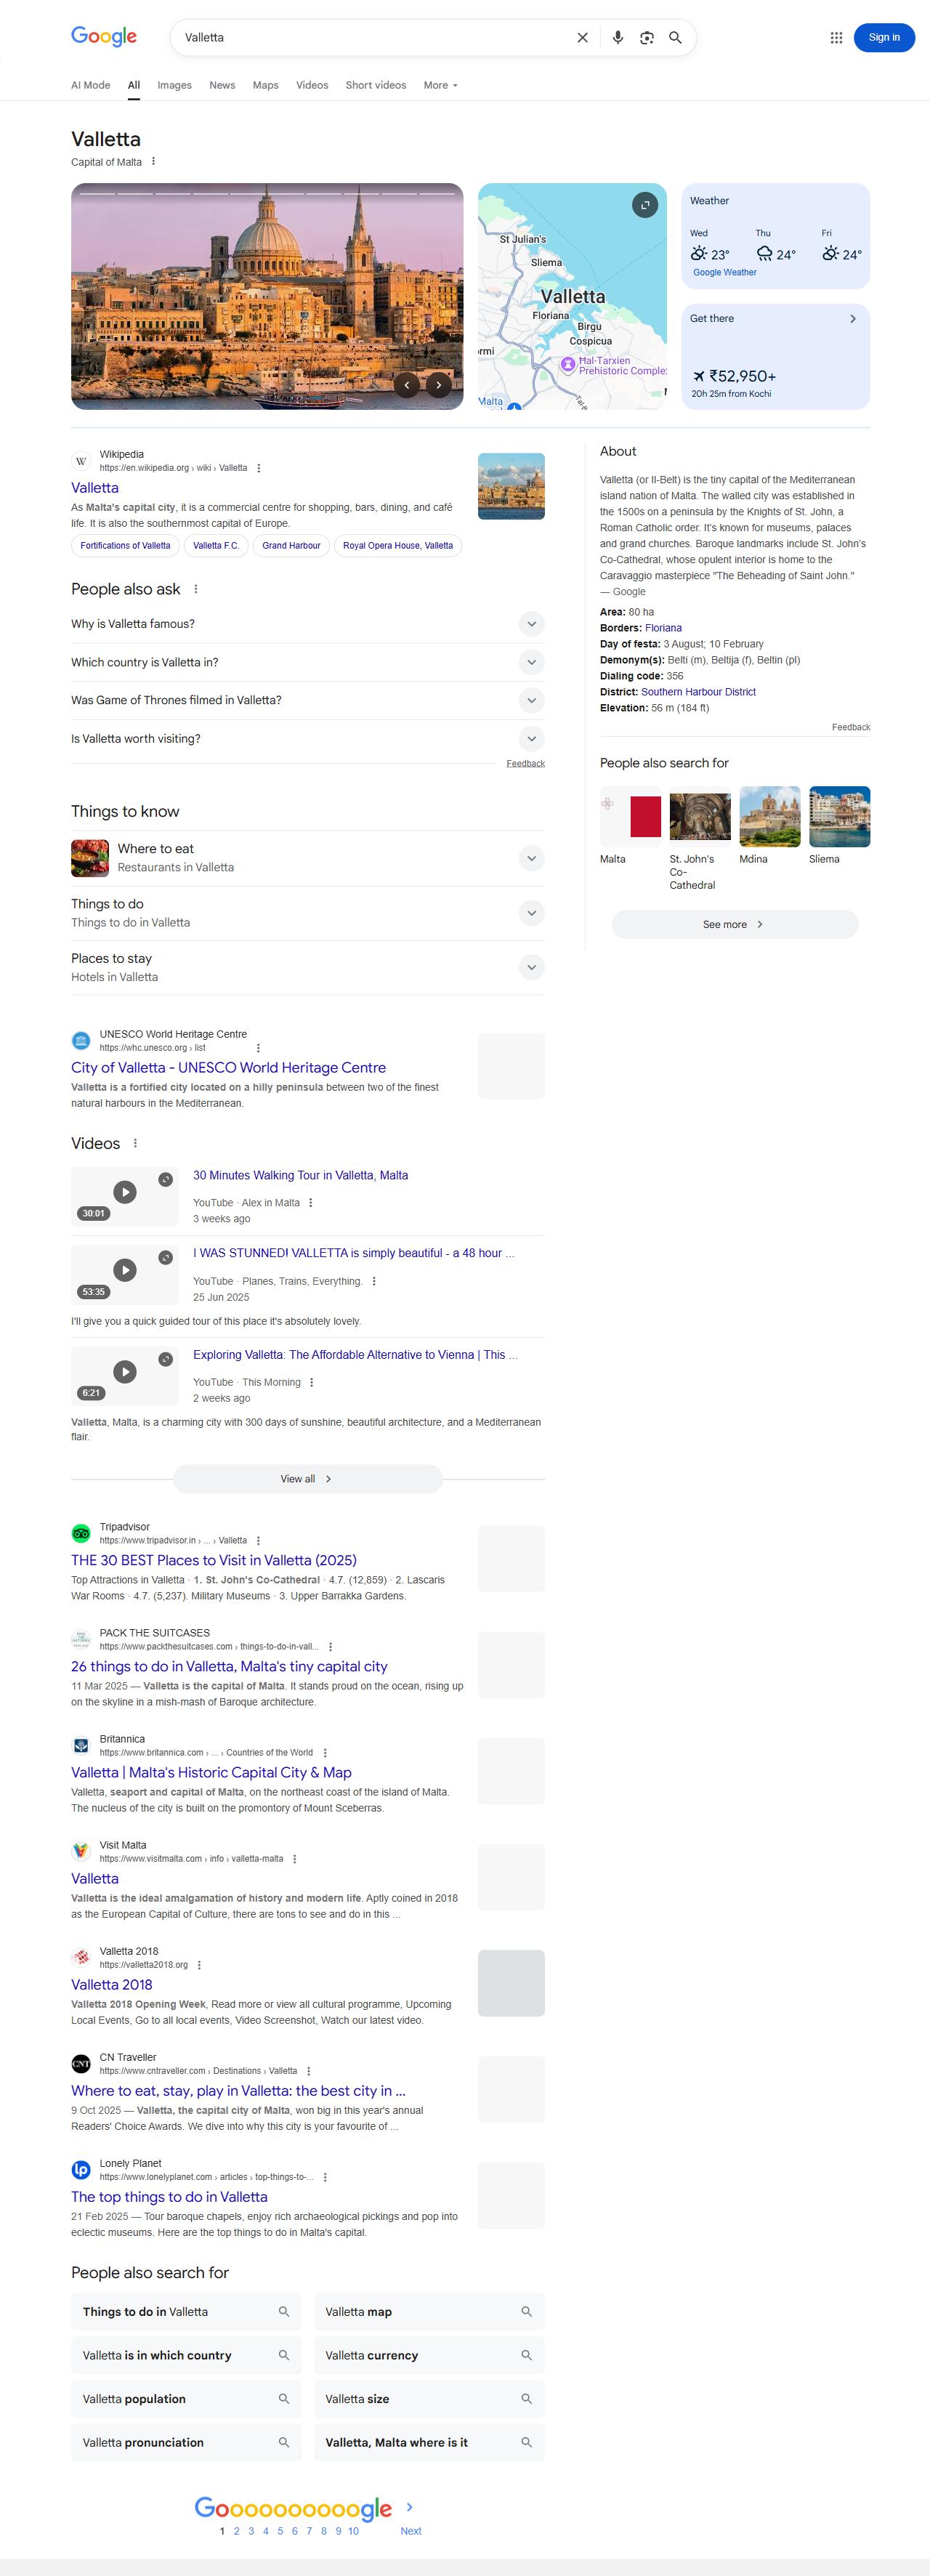 Google
Valletta
Sign in
AI Mode
All
Images
News
Maps
Videos
Short videos
More
Valletta
Capital of Malta
St Julian's
Sliema
Valletta
Floriana
Birgu
Cospicua
ormi
Ħal-Tarxien
Prehistoric Complex
Malta
Weather
Wed
Thu
Fri
23°
24°
24°
Google Weather
Get there
₹52,950+
20h 25m from Kochi
Wikipedia
https://en.wikipedia.org › wiki › Valletta
Valletta
As Malta's capital city, it is a commercial centre for shopping, bars, dining, and café
life. It is also the southernmost capital of Europe.
Fortifications of Valletta
Valletta F.C.
Grand Harbour
Royal Opera House, Valletta
People also ask
Why is Valletta famous?
Which country is Valletta in?
Was Game of Thrones filmed in Valletta?
Is Valletta worth visiting?
Feedback
Things to know
Where to eat
Restaurants in Valletta
Things to do
Things to do in Valletta
Places to stay
Hotels in Valletta
UNESCO World Heritage Centre
https://whc.unesco.org › list
City of Valletta - UNESCO World Heritage Centre
Valletta is a fortified city located on a hilly peninsula between two of the finest
natural harbours in the Mediterranean.
Videos
30:01
30 Minutes Walking Tour in Valletta, Malta
YouTube · Alex in Malta
3 weeks ago
53:35
I WAS STUNNED! VALLETTA is simply beautiful - a 48 hour ...
YouTube · Planes, Trains, Everything.
25 Jun 2025
I'll give you a quick guided tour of this place it's absolutely lovely.
6:21
Exploring Valletta: The Affordable Alternative to Vienna | This ...
YouTube · This Morning
2 weeks ago
Valletta, Malta, is a charming city with 300 days of sunshine, beautiful architecture, and a Mediterranean
flair.
View all
Tripadvisor
https://www.tripadvisor.in › ... › Valletta
THE 30 BEST Places to Visit in Valletta (2025)
Top Attractions in Valletta · 1. St. John's Co-Cathedral · 4.7. (12,859) · 2. Lascaris
War Rooms · 4.7. (5,237). Military Museums · 3. Upper Barrakka Gardens.
PACK THE SUITCASES
https://www.packthesuitcases.com › things-to-do-in-vall...
26 things to do in Valletta, Malta's tiny capital city
11 Mar 2025 — Valletta is the capital of Malta. It stands proud on the ocean, rising up
on the skyline in a mish-mash of Baroque architecture.
Britannica
https://www.britannica.com › ... › Countries of the World
Valletta | Malta's Historic Capital City & Map
Valletta, seaport and capital of Malta, on the northeast coast of the island of Malta.
The nucleus of the city is built on the promontory of Mount Sceberras.
Visit Malta
https://www.visitmalta.com › info › valletta-malta
Valletta
Valletta is the ideal amalgamation of history and modern life. Aptly coined in 2018
as the European Capital of Culture, there are tons to see and do in this ...
Valletta 2018
https://valletta2018.org
Valletta 2018
Valletta 2018 Opening Week, Read more or view all cultural programme, Upcoming
Local Events, Go to all local events, Video Screenshot, Watch our latest video.
CNT
CN Traveller
https://www.cntraveller.com › Destinations › Valletta
Where to eat, stay, play in Valletta: the best city in ...
9 Oct 2025 — Valletta, the capital city of Malta, won big in this year's annual
Readers' Choice Awards. We dive into why this city is your favourite of ...
lp
Lonely Planet
https://www.lonelyplanet.com › articles › top-things-to-...
The top things to do in Valletta
21 Feb 2025 — Tour baroque chapels, enjoy rich archaeological pickings and pop into
eclectic museums. Here are the top things to do in Malta's capital.
About
Valletta (or Il-Belt) is the tiny capital of the Mediterranean
island nation of Malta. The walled city was established in
the 1500s on a peninsula by the Knights of St. John, a
Roman Catholic order. It's known for museums, palaces
and grand churches. Baroque landmarks include St. John's
Co-Cathedral, whose opulent interior is home to the
Caravaggio masterpiece "The Beheading of Saint John."
— Google
Area: 80 ha
Borders: Floriana
Day of festa: 3 August; 10 February
Demonym(s): Belti (m), Beltija (f), Beltin (pl)
Dialing code: 356
District: Southern Harbour District
Elevation: 56 m (184 ft)
Feedback
People also search for
Malta
St. John's
Co-
Cathedral
Mdina
Sliema
See more
People also search for
Things to do in Valletta
Valletta map
Valletta is in which country
Valletta currency
Valletta population
Valletta size
Valletta pronunciation
Valletta, Malta where is it
Goooooooooogle
1 2 3 4 5 6 7 8 9 10
Next